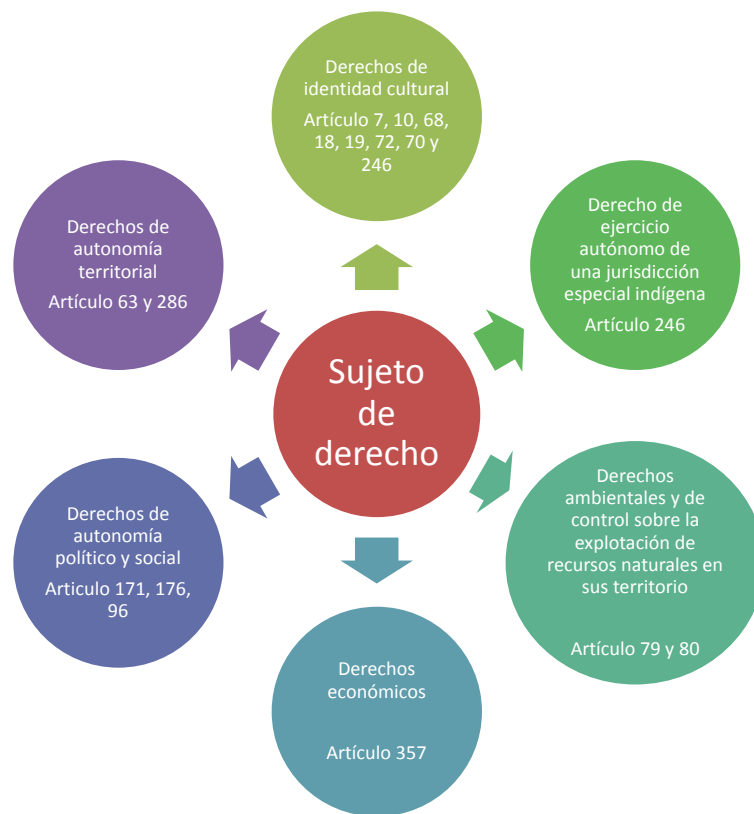 Derechos de
identidad cultural
Artículo 7, 10, 68,
18, 19, 72, 70 y
246
Derecho de
ejercicio
autónomo de
una jurisdicción
especial indígena
Artículo 246
Derechos
ambientales y de
control sobre la
explotación de
recursos naturales en
sus territorio
Artículo 79 y 80
Derechos
económicos
Artículo 357
Derechos de
autonomía
político y social
Articulo 171, 176,
96
Derechos de
autonomía
territorial
Artículo 63 y 286
Sujeto
de
derecho